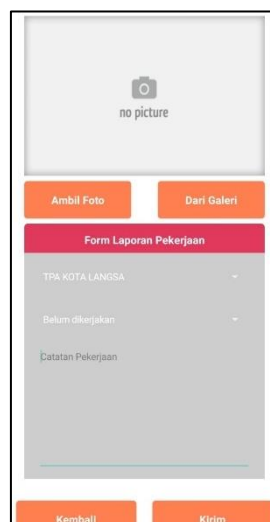 no picture
Ambil Foto
Dari Galeri
Form Laporan Pekerjaan
TPA KOTA LANGSA
Belum dikerjakan
Catatan Pekerjaan
Kembali
Kirim